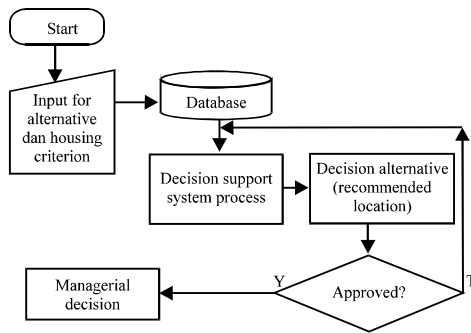 Start
Input for
alternative
dan housing
criterion
Database
Decision support
system process
Decision alternative
(recommended
location)
Approved?
Y
T
Managerial
decision